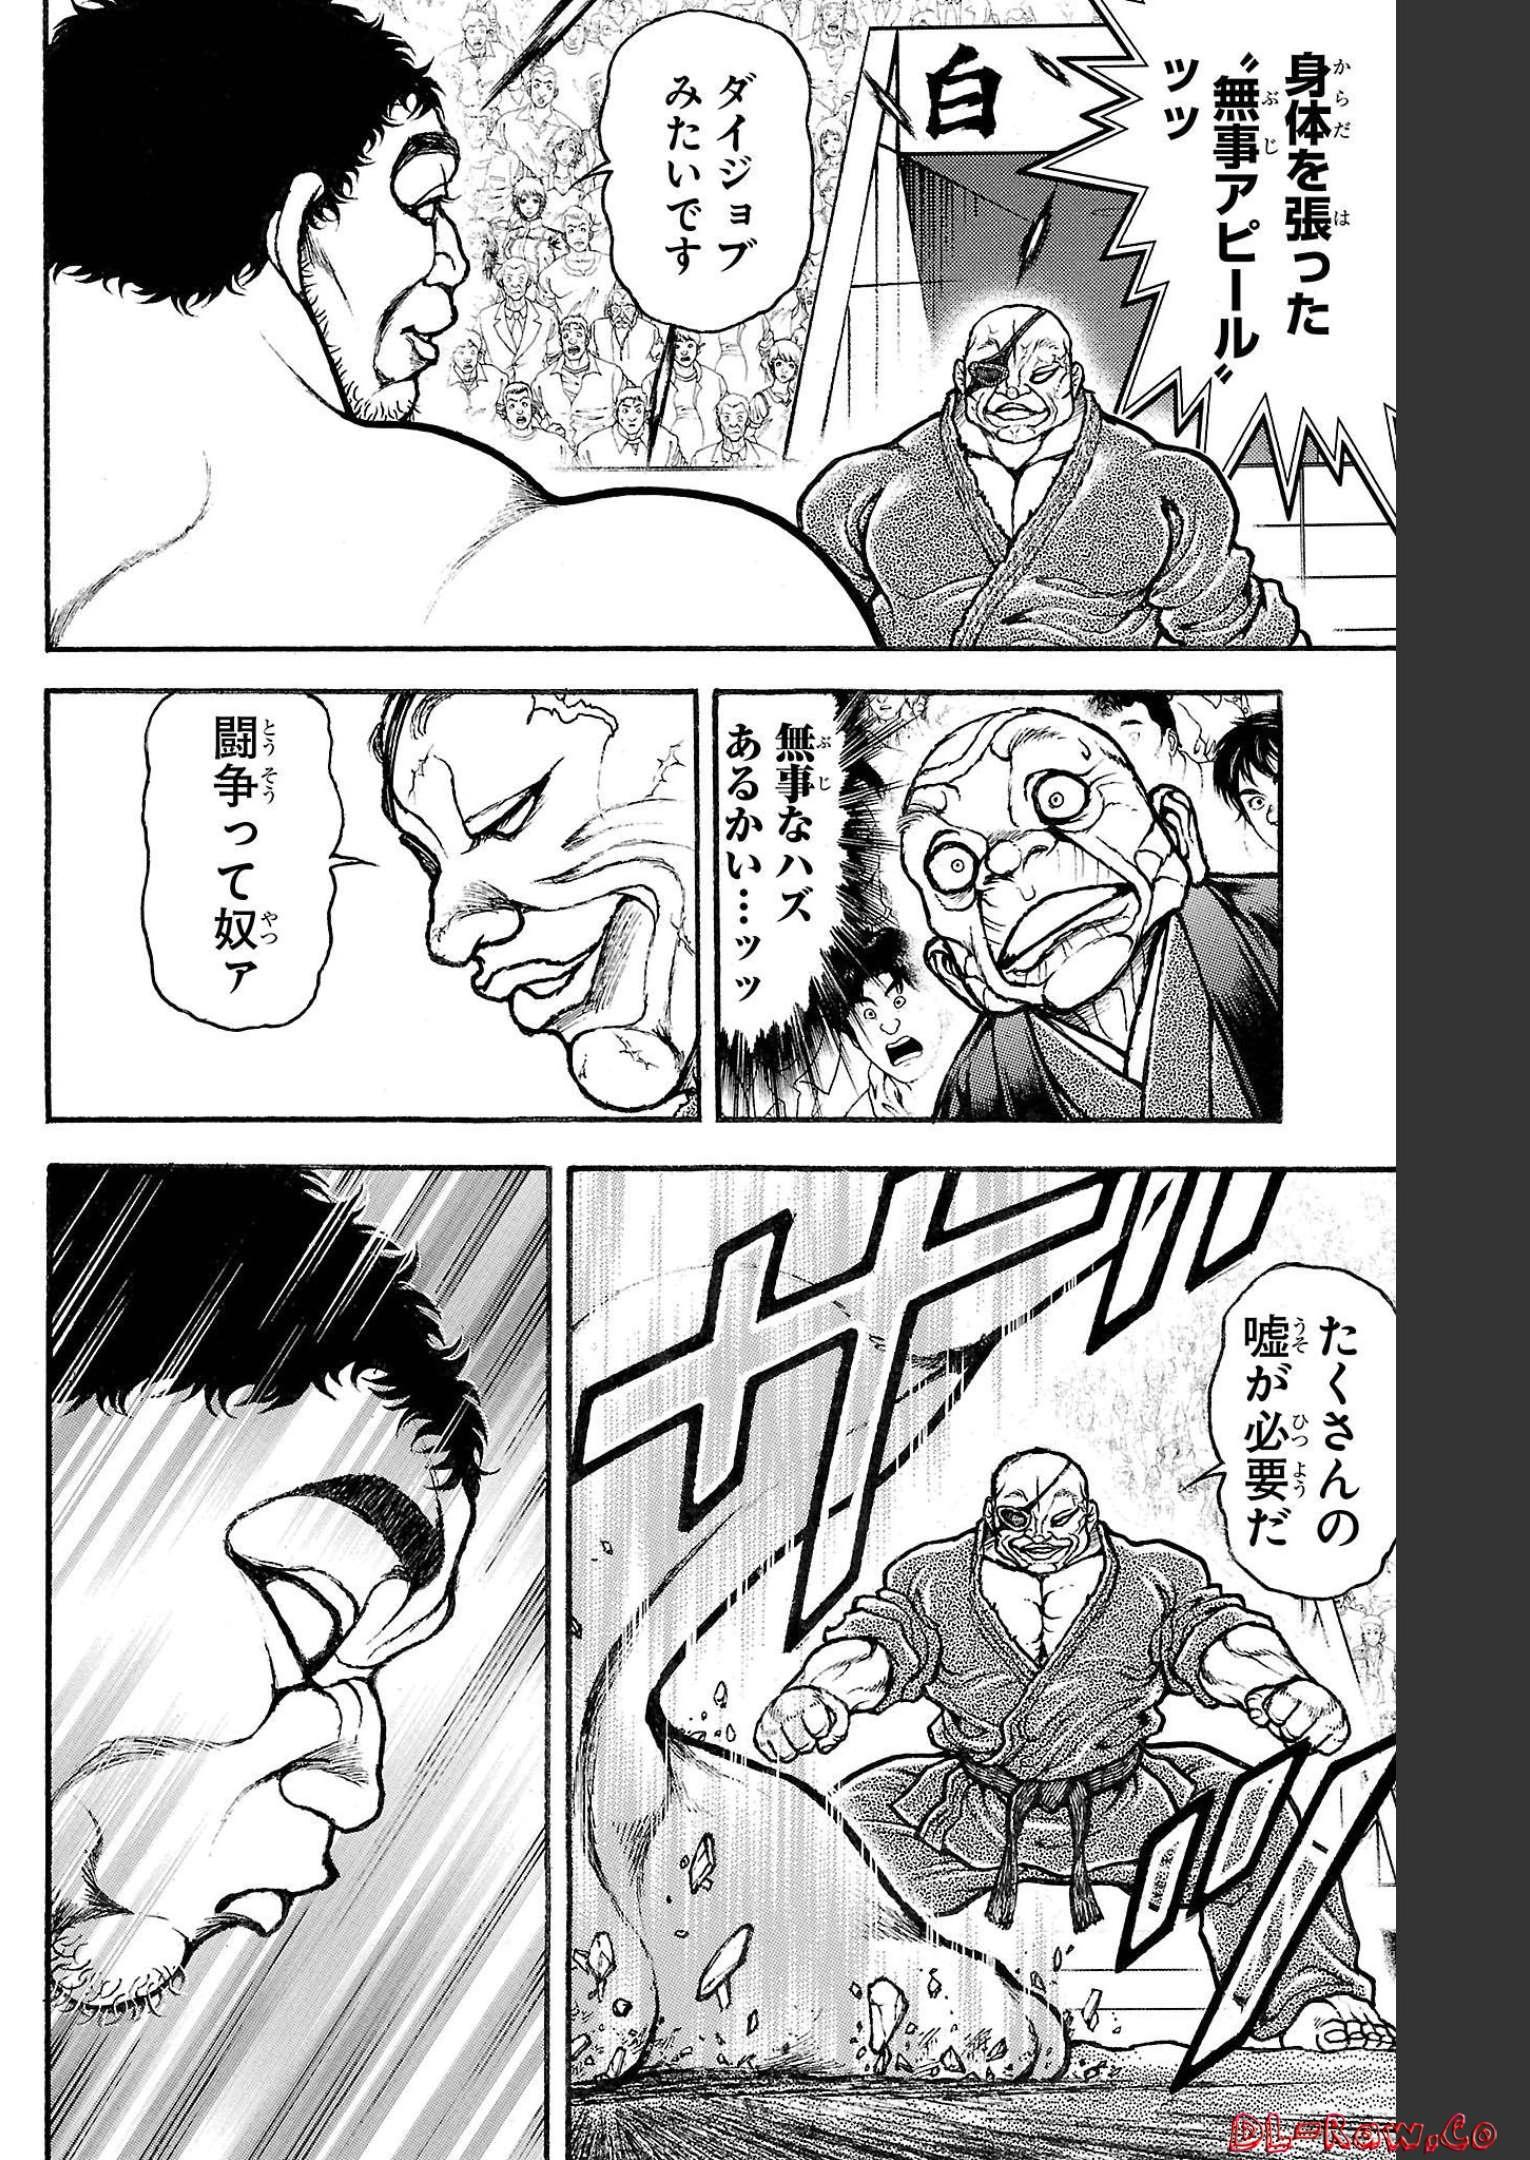 身体を張った
〝無事アピール〟
ッッ
白
ダイジョブ
みたいです
無事なハズ
あるかい…ッッ
闘争って奴ァ
たくさんの
嘘が必要だ
DL-Raw.Co